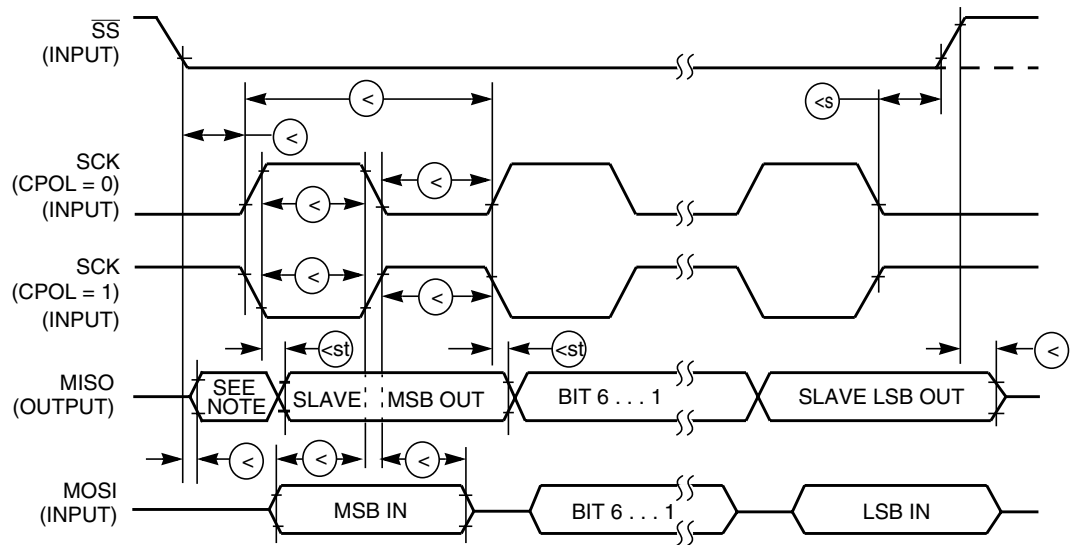 SS
(INPUT)
<
<s
<
SCK
(CPOL = 0)
(INPUT)
<
<
SCK
(CPOL = 1)
(INPUT)
<
<
<st
<st
<
MISO
(OUTPUT)
SEE
NOTE
SLAVE
MSB OUT
BIT 6 . . . 1
SLAVE LSB OUT
<
<
<
MOSI
(INPUT)
MSB IN
BIT 6 . . . 1
LSB IN